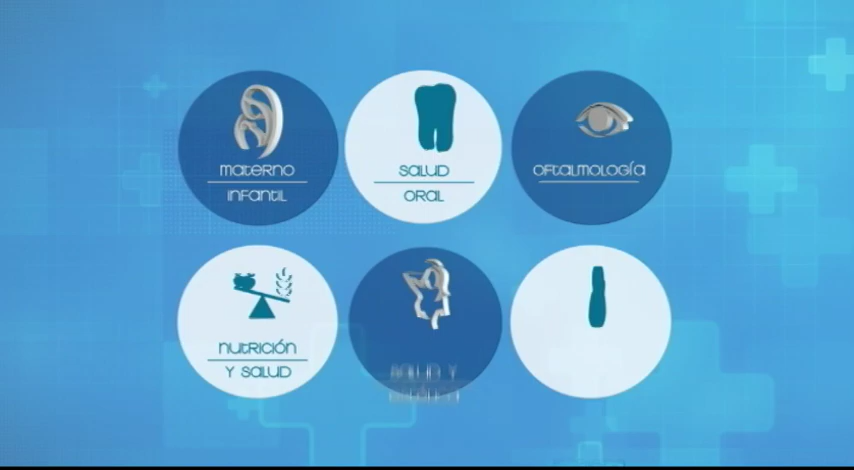 MATERNO
INFANTIL
SALUD
ORAL
OFTALMOLOGÍA
NUTRICIÓN
Y SALUD